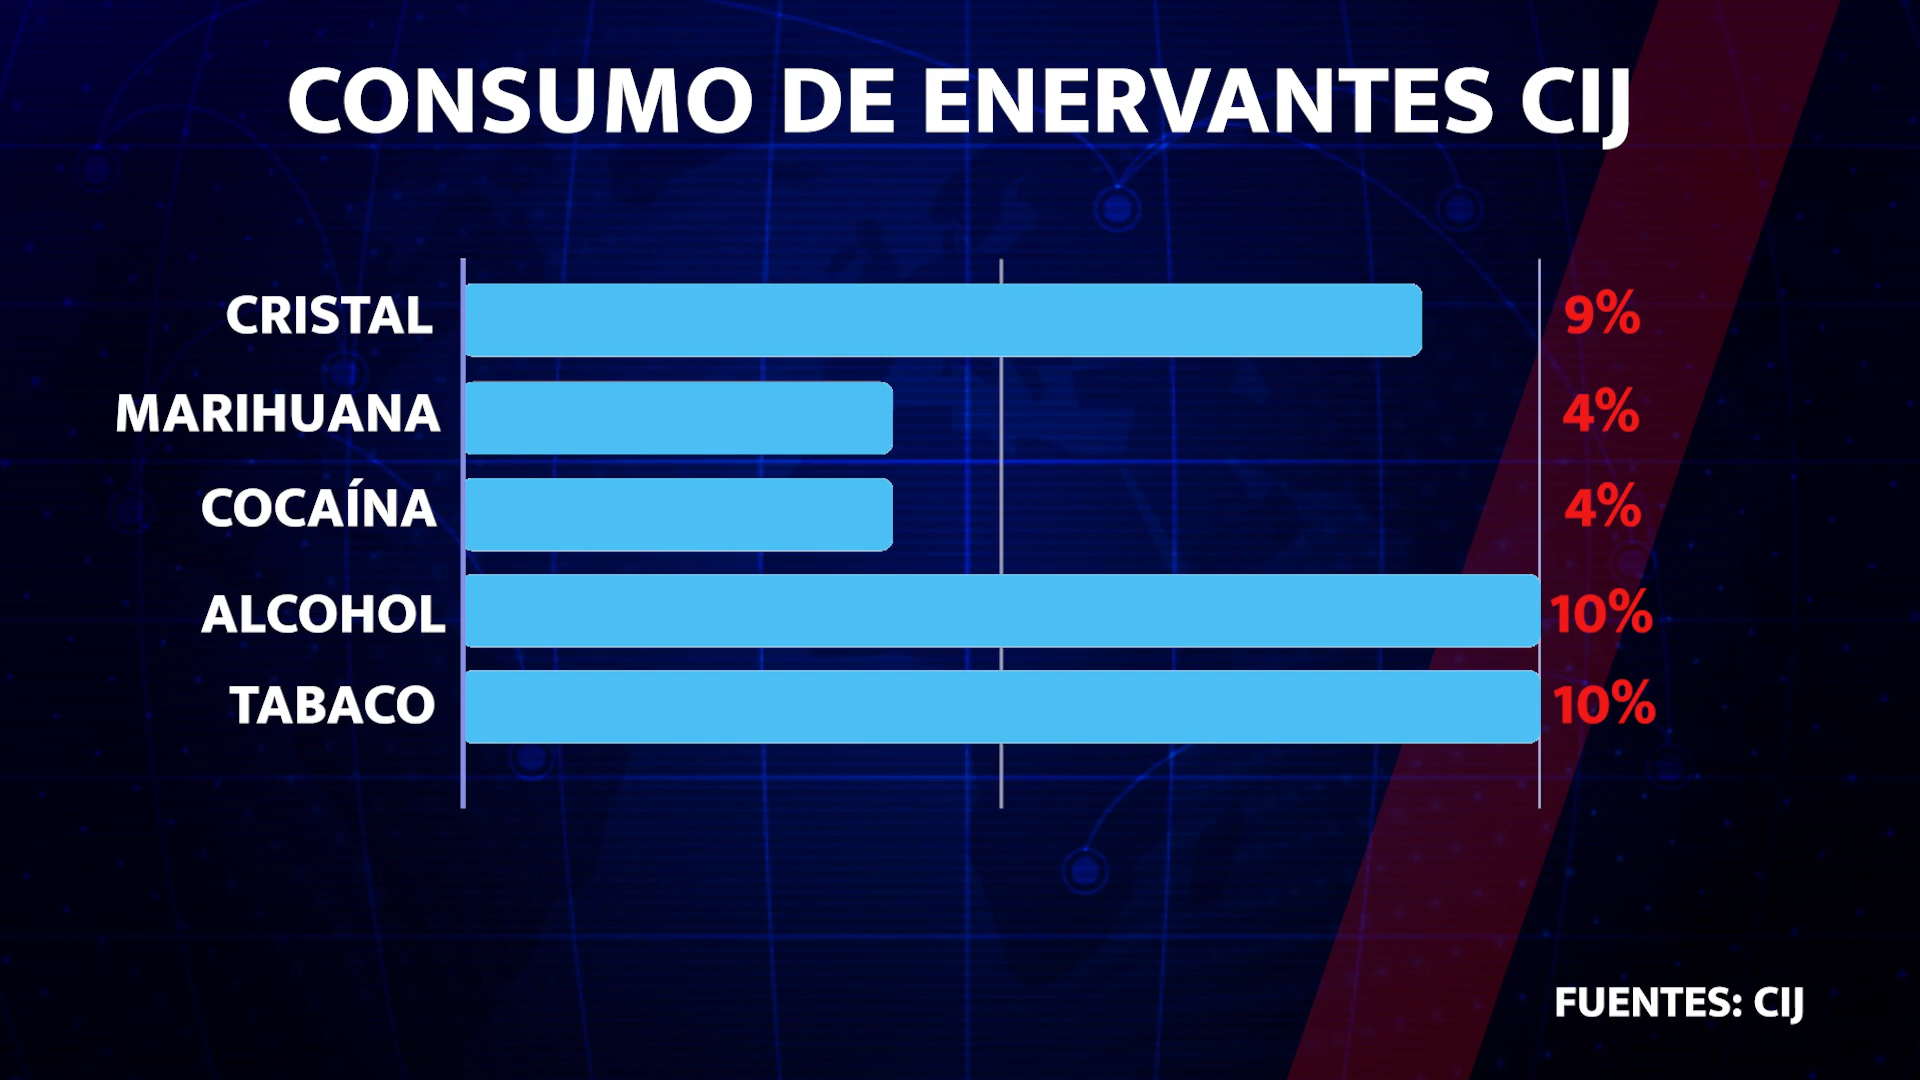 CONSUMO DE ENERVANTES CIJ
CRISTAL 9%
MARIHUANA 4%
COCAÍNA 4%
ALCOHOL 10%
TABACO 10%
FUENTES: CIJ